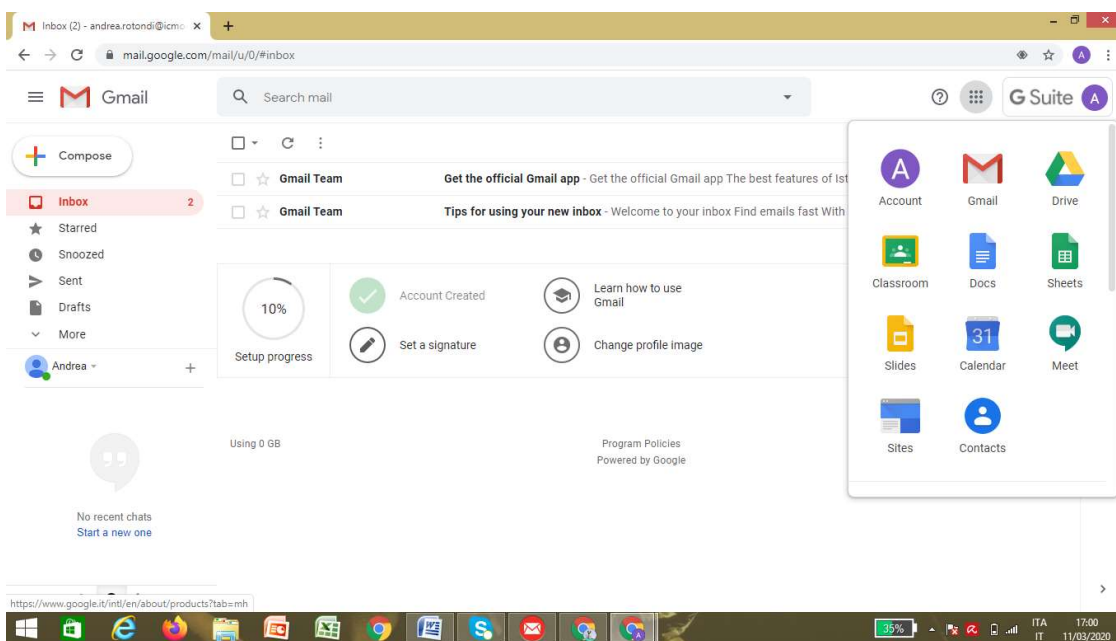 Inbox (2) - andrea.rotondi@icmo
mail.google.com/mail/u/0/#inbox
A
Gmail
Search mail
G Suite A
Compose
Inbox 2
Starred
Snoozed
Sent
Drafts
More
Andrea
No recent chats
Start a new one
Gmail Team Get the official Gmail app - Get the official Gmail app The best features of Ist
Gmail Team Tips for using your new inbox - Welcome to your inbox Find emails fast With
10%
Setup progress
Account Created
Learn how to use
Gmail
Set a signature
Change profile image
Using 0 GB
Program Policies
Powered by Google
A
Account Gmail Drive
Classroom Docs Sheets
31
Slides Calendar Meet
Sites Contacts
https://www.google.it/intl/en/about/products?tab=mh
35%
ITA
17:00
11/03/2020